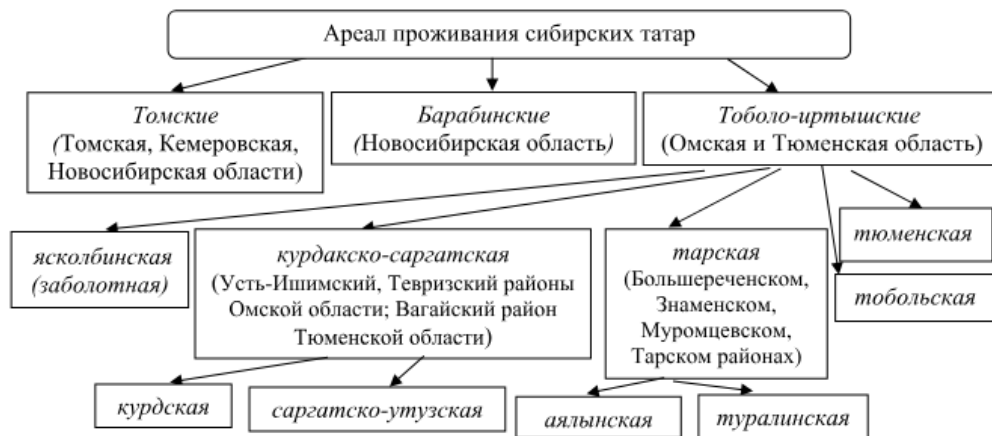 Ареал проживания сибирских татар
Томские
(Томская, Кемеровская,
Новосибирская области)
Барабинские
(Новосибирская область)
Тоболо-иртышские
(Омская и Тюменская область)
ясколбинская
(заболотная)
курдакско-саргатская
(Усть-Ишимский, Тевризский районы
Омской области; Вагайский район
Тюменской области)
тарская
(Большереченском,
Знаменском,
Муромцевском,
Тарском районах)
тюменская
тобольская
курдская
саргатско-утузская
аялынская
туралинская